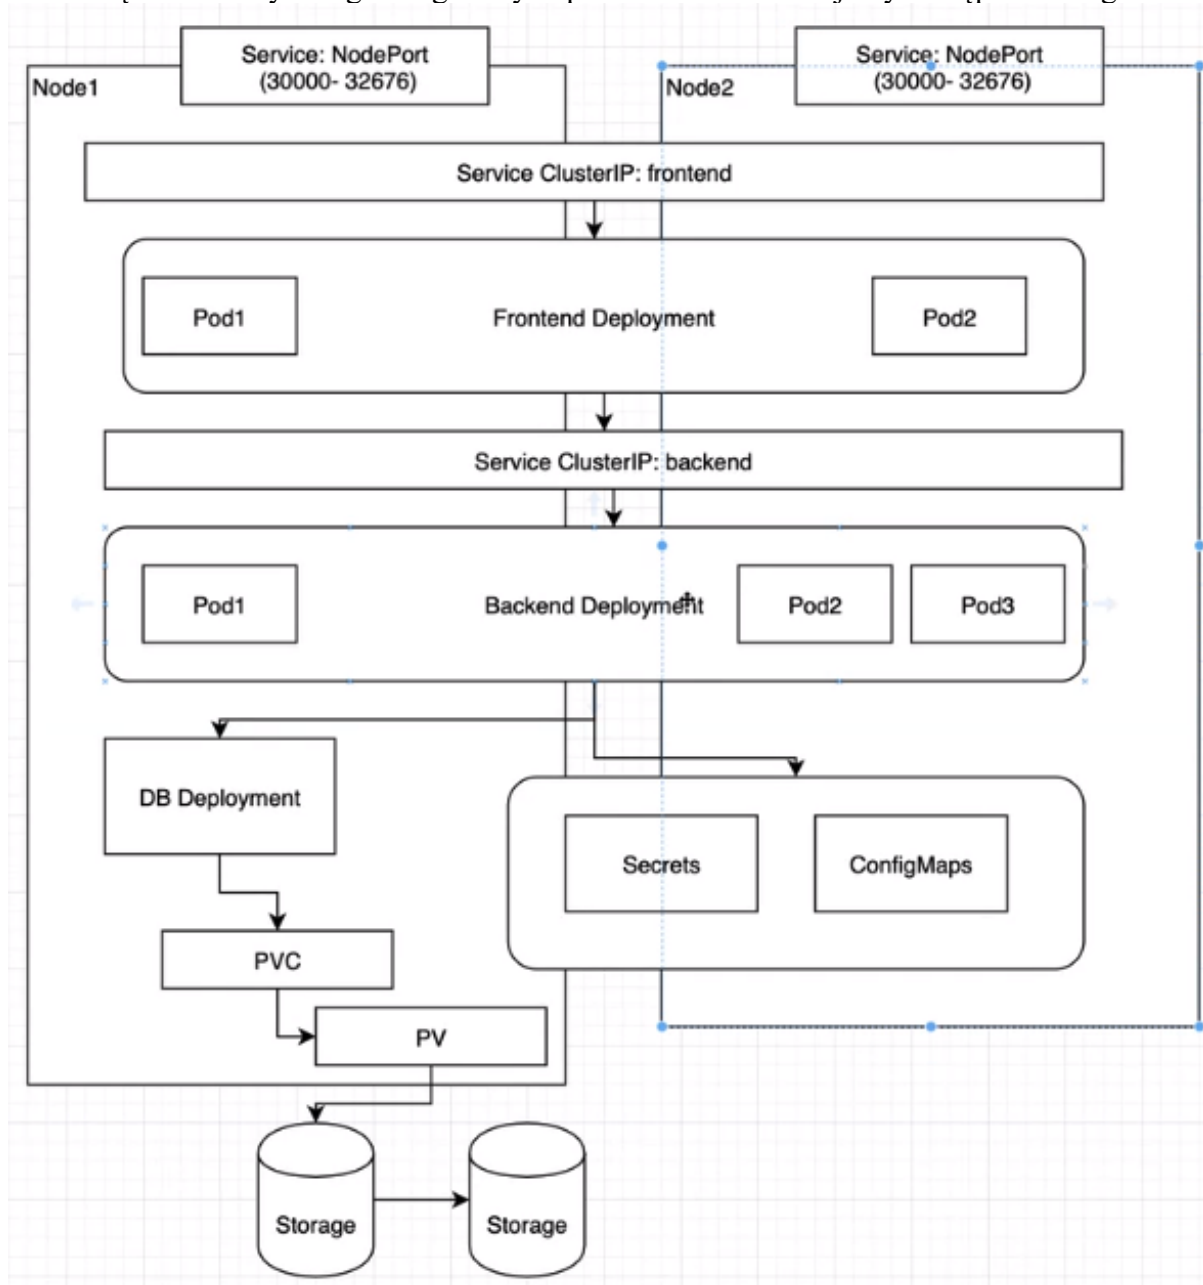 Service: NodePort
(30000- 32676)
Service: NodePort
(30000- 32676)
Node1
Node2
Service ClusterIP: frontend
Pod1
Frontend Deployment
Pod2
Service ClusterIP: backend
Pod1
Backend Deployment
Pod2
Pod3
DB Deployment
Secrets
ConfigMaps
PVC
PV
Storage
Storage